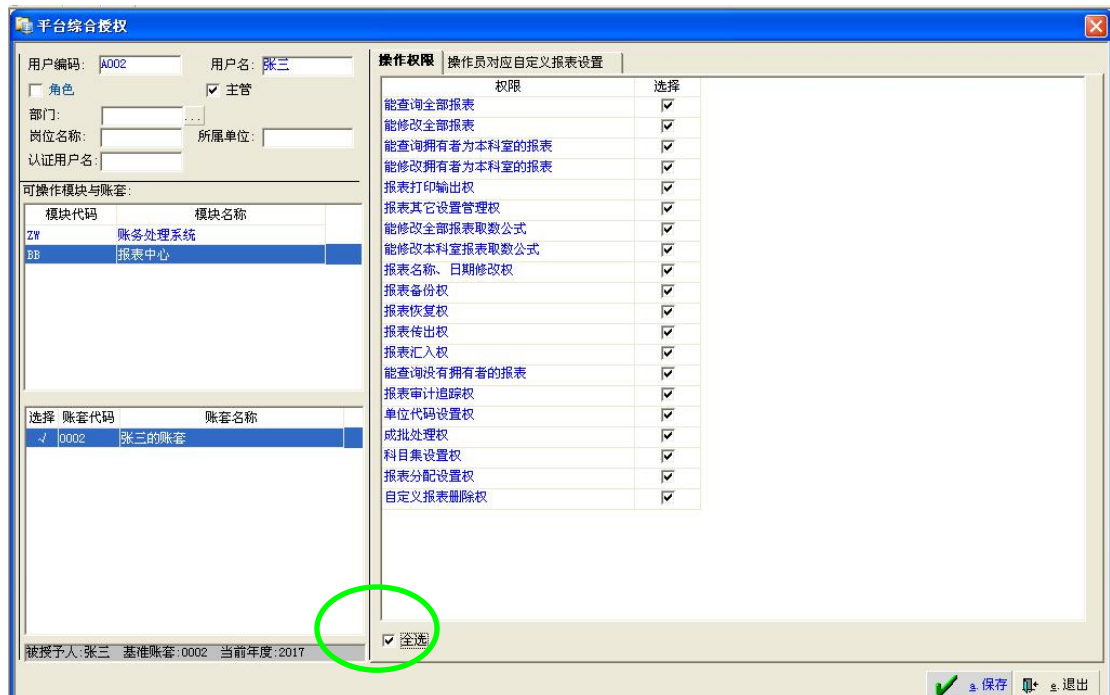 平台综合授权
用户编码: A002 用户名: 张三
角色 主管
部门: ...
岗位名称: 所属单位:
认证用户名:
可操作模块与账套:
模块代码 模块名称
ZW 账务处理系统
BB 报表中心
选择 账套代码 账套名称
√ 0002 张三的账套
被授予人:张三 基准账套:0002 当前年度:2017
操作权限 操作员对应自定义报表设置
权限 选择
能查询全部报表
能修改全部报表
能查询拥有者为本科室的报表
能修改拥有者为本科室的报表
报表打印输出权
报表其它设置管理权
能修改全部报表取数公式
能修改本科室报表取数公式
报表名称、日期修改权
报表备份权
报表恢复权
报表传出权
报表汇入权
能查询没有拥有者的报表
报表审计追踪权
单位代码设置权
成批处理权
科目集设置权
报表分配设置权
自定义报表删除权
全选
s.保存 e.退出